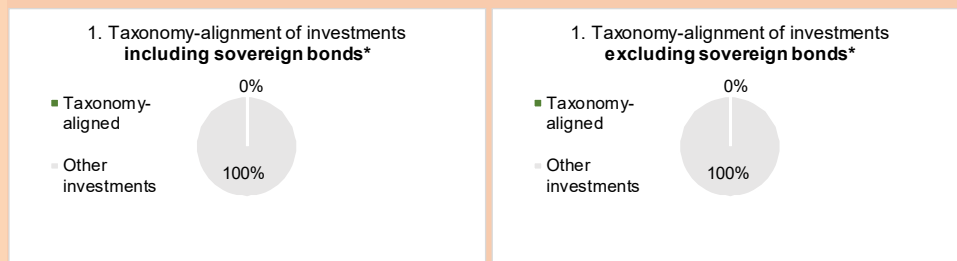 1. Taxonomy-alignment of investments
including sovereign bonds*
0%
Taxonomy-
aligned
Other
investments
100%
1. Taxonomy-alignment of investments
excluding sovereign bonds*
0%
Taxonomy-
aligned
Other
investments
100%